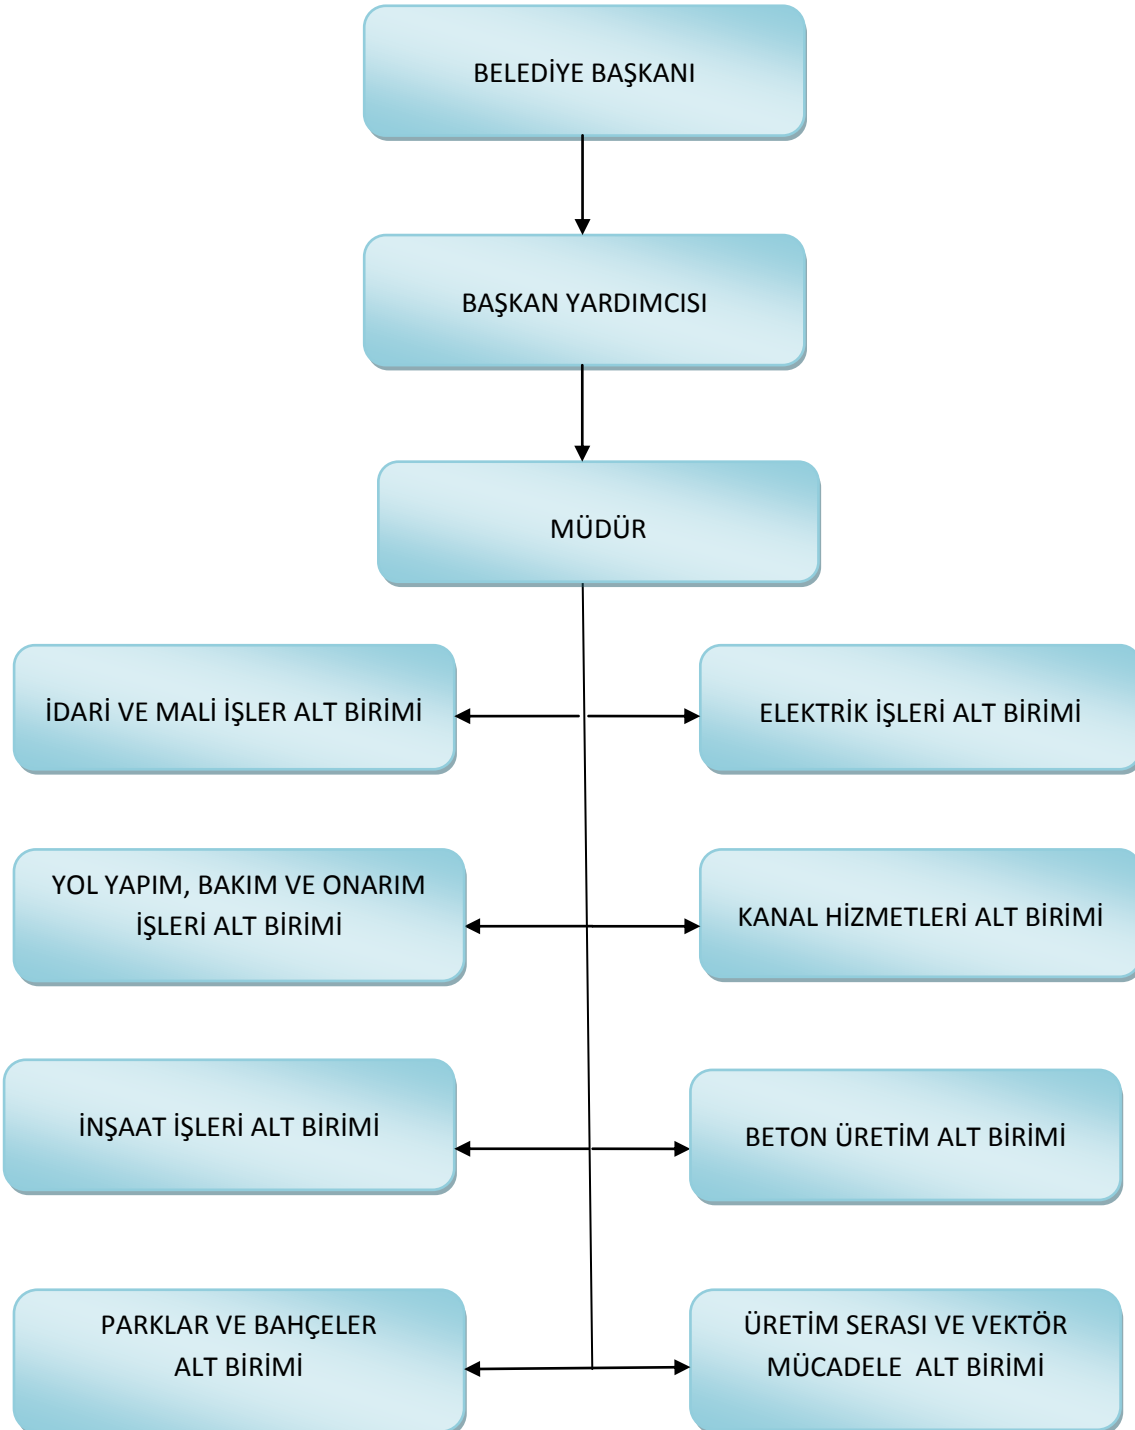 BELEDİYE BAŞKANI
BAŞKAN YARDIMCISI
MÜDÜR
İDARİ VE MALİ İŞLER ALT BİRİMİ
ELEKTRİK İŞLERİ ALT BİRİMİ
YOL YAPIM, BAKIM VE ONARIM
İŞLERİ ALT BİRİMİ
KANAL HİZMETLERİ ALT BİRİMİ
İNŞAAT İŞLERİ ALT BİRİMİ
BETON ÜRETİM ALT BİRİMİ
PARKLAR VE BAHÇELER
ALT BİRİMİ
ÜRETİM SERASI VE VEKTÖR
MÜCADELE  ALT BİRİMİ